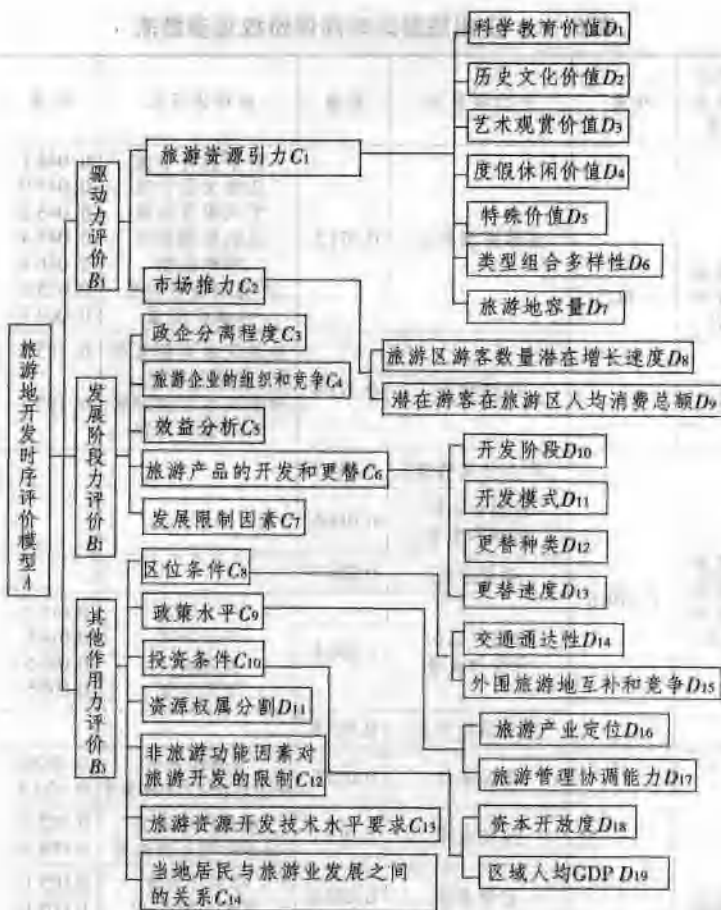 旅游地开发时序评价模型A
驱动力评价B1
发展阶段力评价B1
其他作用力评价B3
旅游资源引力C1
市场推力C2
政企分离程度C3
旅游企业的组织和竞争C4
效益分析C5
旅游产品的开发和更替C6
发展限制因素C7
区位条件C8
政策水平C9
投资条件C10
资源权属分割D11
非旅游功能因素对
旅游开发的限制C12
旅游资源开发技术水平要求C13
当地居民与旅游业发展之间
的关系C14
科学教育价值D1
历史文化价值D2
艺术观赏价值D3
度假休闲价值D4
特殊价值D5
类型组合多样性D6
旅游地容量D7
旅游区游客数量潜在增长速度D8
潜在游客在旅游区人均消费总额D9
开发阶段D10
开发模式D11
更替种类D12
更替速度D13
交通通达性D14
外围旅游地互补和竞争D15
旅游产业定位D16
旅游管理协调能力D17
资本开放度D18
区域人均GDP D19